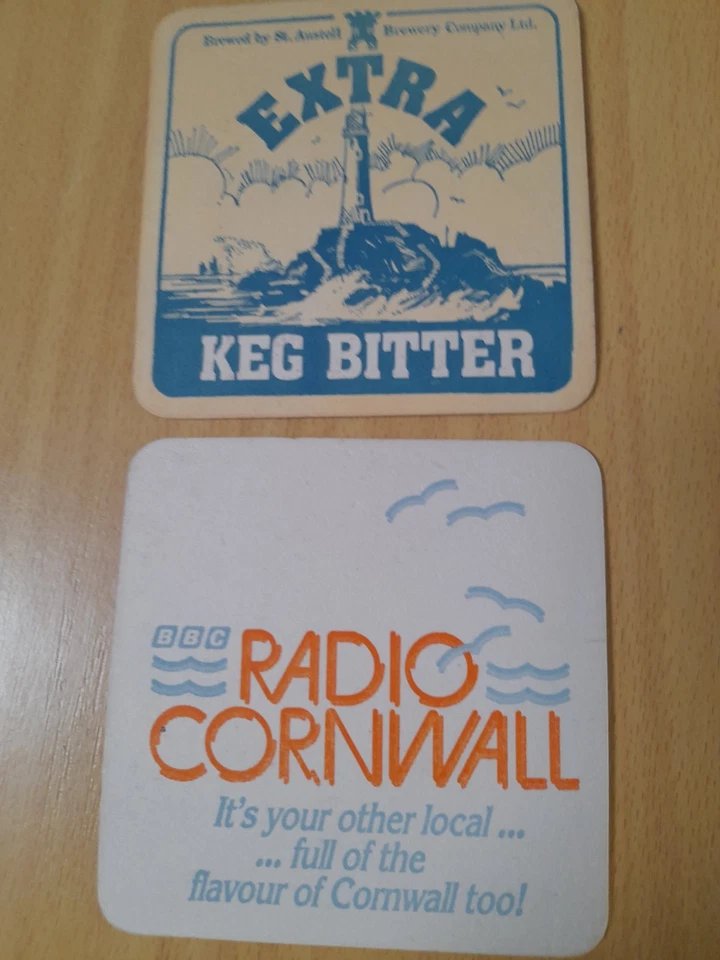 Brewed by St. Austell Brewery Company Ltd.
EXTRA
KEG BITTER
BBC
RADIO
CORNWALL
It's your other local ...
... full of the
flavour of Cornwall too!